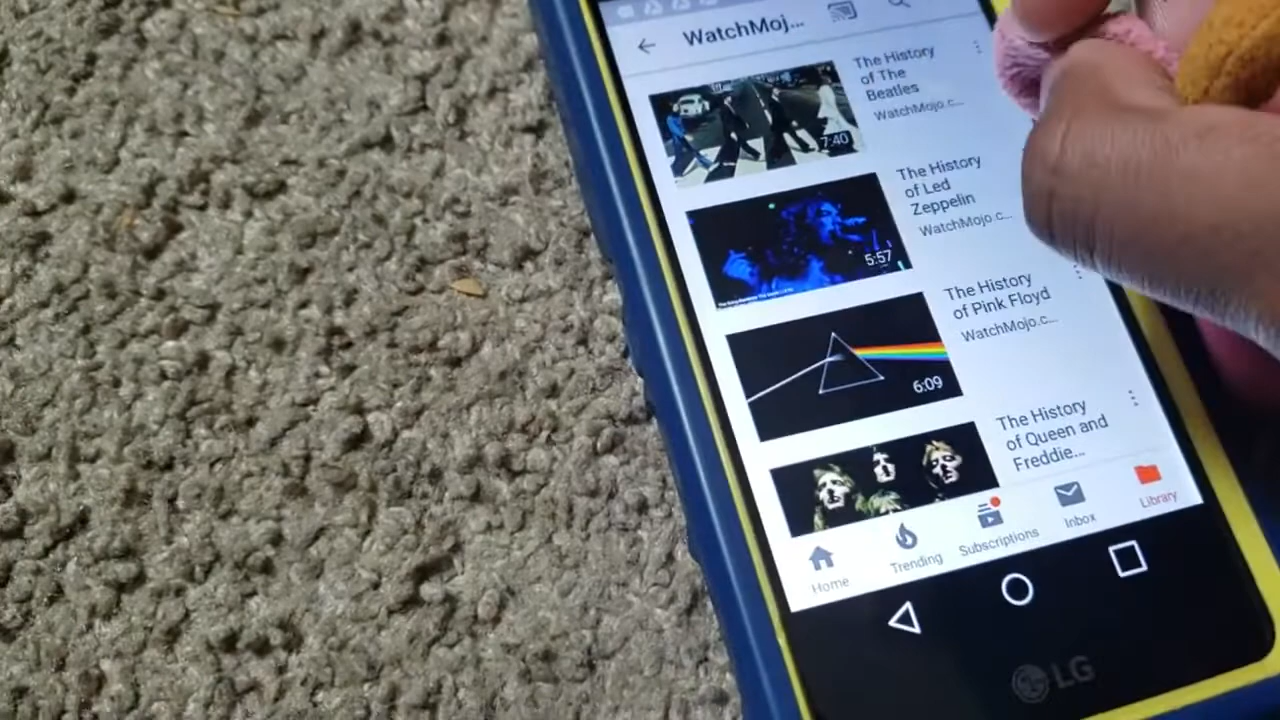 WatchMoj...
The History
of The
Beatles
WatchMojo.c...
7:40
The History
of Led
Zeppelin
WatchMojo.c...
5:57
The History
of Pink Floyd
WatchMojo.c...
6:09
The History
of Queen and
Freddie...
Home
Trending
Subscriptions
Inbox
Library
LG